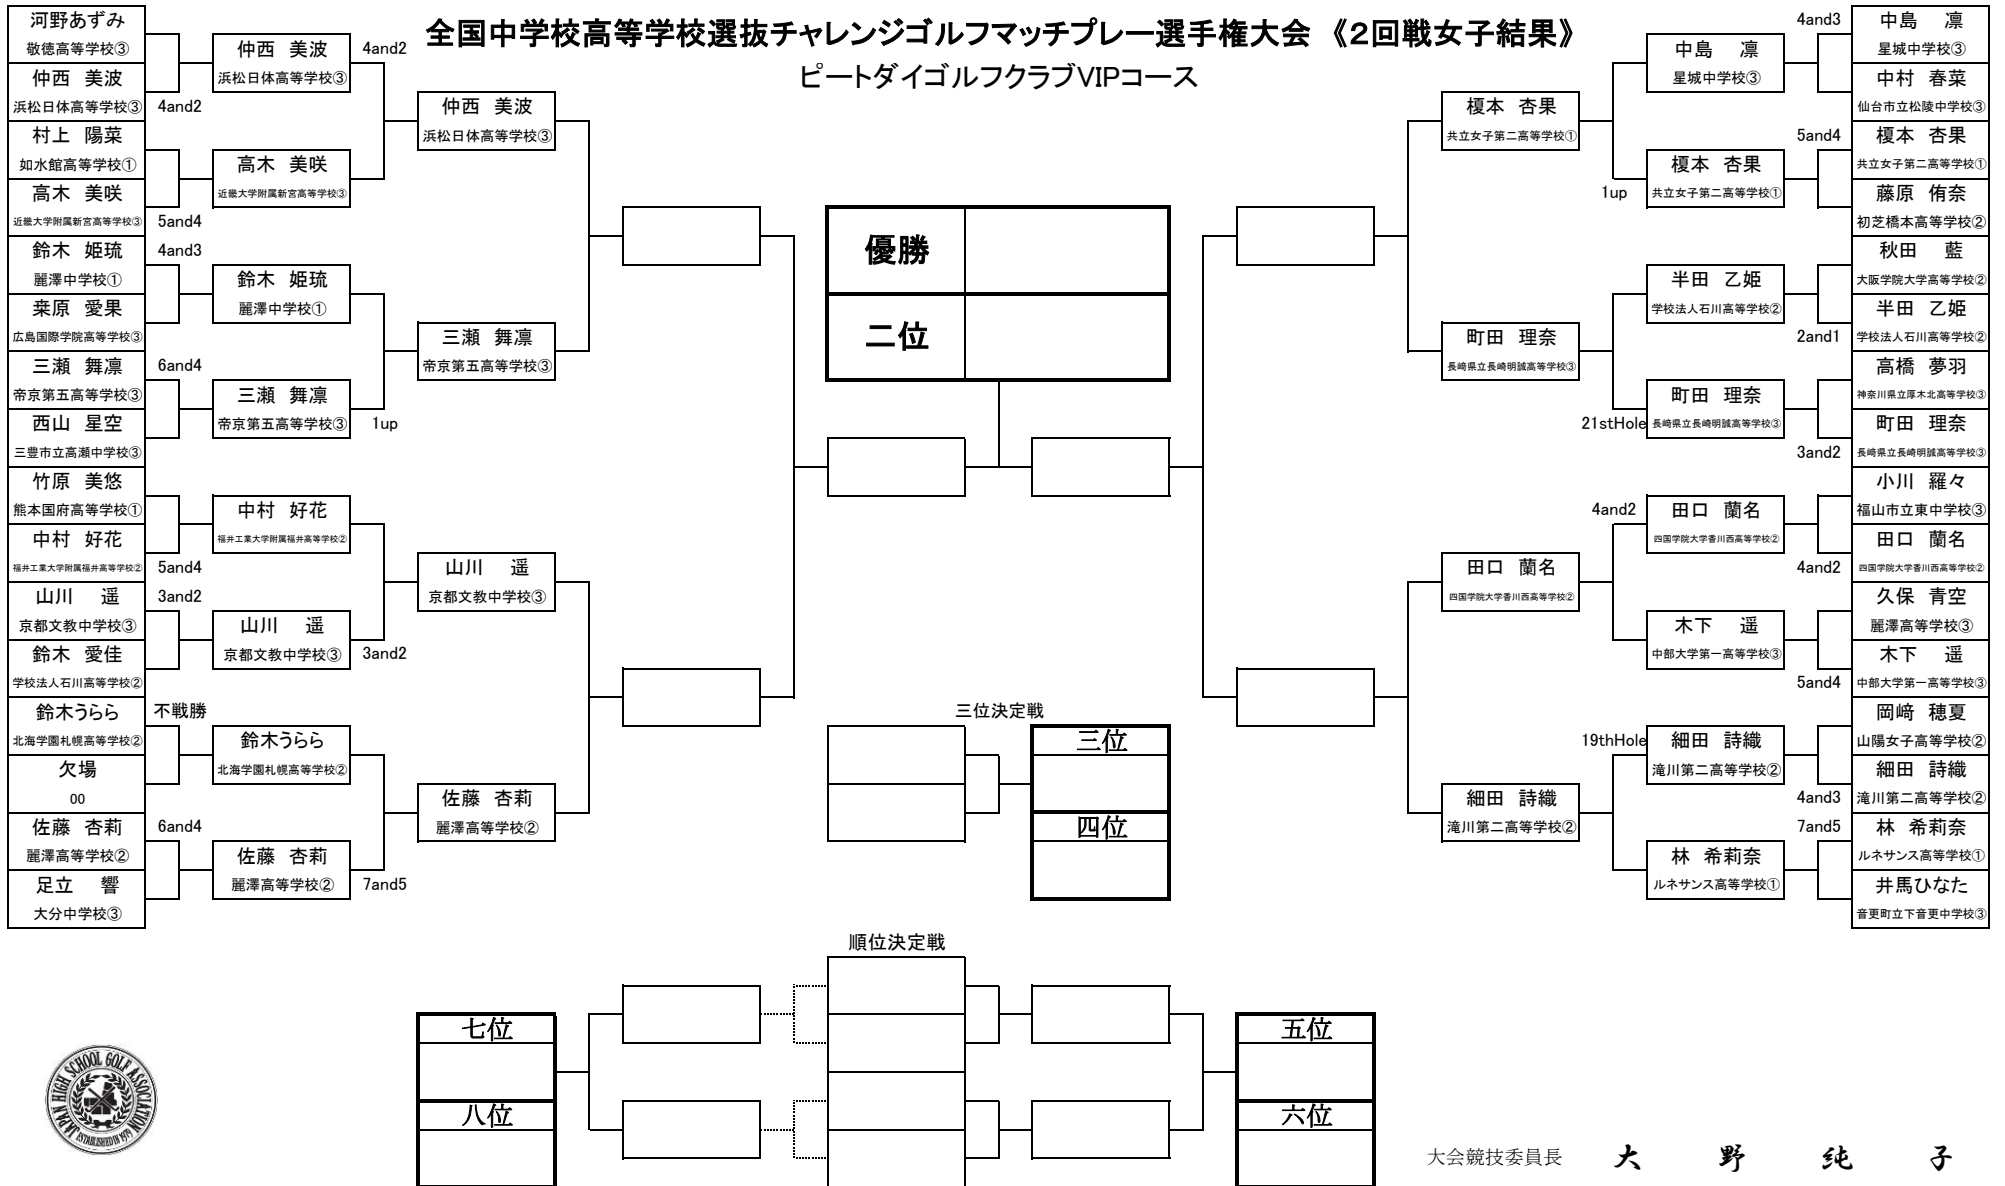 全国中学校高等学校選抜チャレンジゴルフマッチプレー選手権大会 《2回戦女子結果》
ピートダイゴルフクラブVIPコース
河野あずみ
敬徳高等学校③
仲西 美波
浜松日体高等学校③
4and2
村上 陽菜
如水館高等学校①
高木 美咲
近畿大学附属新宮高等学校③
5and4
鈴木 姫琉
麗澤中学校①
4and3
桒原 愛果
広島国際学院高等学校③
三瀬 舞凛
帝京第五高等学校③
6and4
西山 星空
三豊市立高瀬中学校③
竹原 美悠
熊本国府高等学校①
中村 好花
福井工業大学附属福井高等学校②
5and4
山川 遥
京都文教中学校③
3and2
鈴木 愛佳
学校法人石川高等学校②
鈴木うらら
北海学園札幌高等学校②
不戦勝
欠場
00
佐藤 杏莉
麗澤高等学校②
6and4
足立 響
大分中学校③
仲西 美波
浜松日体高等学校③
4and2
高木 美咲
近畿大学附属新宮高等学校③
鈴木 姫琉
麗澤中学校①
三瀬 舞凛
帝京第五高等学校③
1up
中村 好花
福井工業大学附属福井高等学校②
山川 遥
京都文教中学校③
3and2
鈴木うらら
北海学園札幌高等学校②
佐藤 杏莉
麗澤高等学校②
7and5
仲西 美波
浜松日体高等学校③
三瀬 舞凛
帝京第五高等学校③
山川 遥
京都文教中学校③
佐藤 杏莉
麗澤高等学校②
優勝
二位
三位決定戦
三位
四位
榎本 杏果
共立女子第二高等学校①
町田 理奈
長崎県立長崎明誠高等学校③
田口 蘭名
四国学院大学香川西高等学校②
細田 詩織
滝川第二高等学校②
中島 凛
星城中学校③
榎本 杏果
共立女子第二高等学校①
1up
半田 乙姫
学校法人石川高等学校②
町田 理奈
長崎県立長崎明誠高等学校③
21stHole
4and2
田口 蘭名
四国学院大学香川西高等学校②
木下 遥
中部大学第一高等学校③
19thHole
細田 詩織
滝川第二高等学校②
林 希莉奈
ルネサンス高等学校①
4and3
中島 凛
星城中学校③
中村 春菜
仙台市立松陵中学校③
5and4
榎本 杏果
共立女子第二高等学校①
藤原 侑奈
初芝橋本高等学校②
秋田 藍
大阪学院大学高等学校②
半田 乙姫
学校法人石川高等学校②
2and1
高橋 夢羽
神奈川県立厚木北高等学校③
町田 理奈
長崎県立長崎明誠高等学校③
3and2
小川 羅々
福山市立東中学校③
田口 蘭名
四国学院大学香川西高等学校②
4and2
久保 青空
麗澤高等学校③
木下 遥
中部大学第一高等学校③
5and4
岡﨑 穂夏
山陽女子高等学校②
細田 詩織
滝川第二高等学校②
4and3
7and5
林 希莉奈
ルネサンス高等学校①
井馬ひなた
音更町立下音更中学校③
順位決定戦
七位
八位
五位
六位
JAPAN HIGH SCHOOL GOLF ASSOCIATION
ESTABLISHED IN 1979
大会競技委員長 大 野 純 子